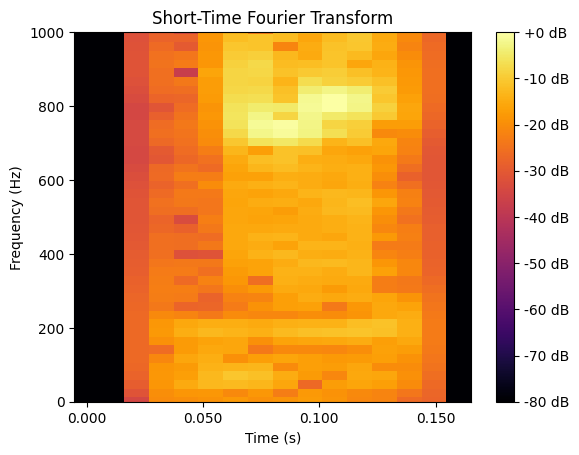 Short-Time Fourier Transform
Frequency (Hz)
1000
800
600
400
200
0
0.000
0.050
0.100
0.150
Time (s)
+0 dB
-10 dB
-20 dB
-30 dB
-40 dB
-50 dB
-60 dB
-70 dB
-80 dB